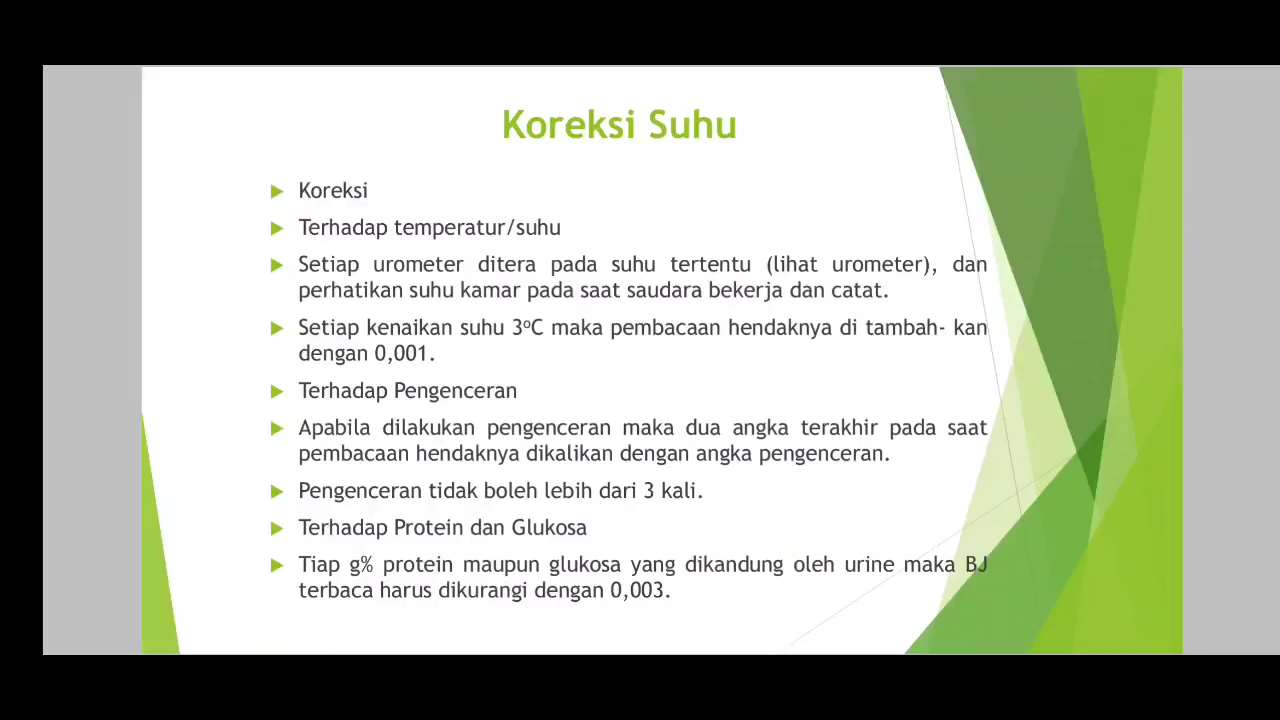 Koreksi Suhu
Koreksi
Terhadap temperatur/suhu
Setiap urometer ditera pada suhu tertentu (lihat urometer), dan
perhatikan suhu kamar pada saat saudara bekerja dan catat.
Setiap kenaikan suhu 3⁰C maka pembacaan hendaknya di tambah- kan
dengan 0,001.
Terhadap Pengenceran
Apabila dilakukan pengenceran maka dua angka terakhir pada saat
pembacaan hendaknya dikalikan dengan angka pengenceran.
Pengenceran tidak boleh lebih dari 3 kali.
Terhadap Protein dan Glukosa
Tiap g% protein maupun glukosa yang dikandung oleh urine maka BJ
terbaca harus dikurangi dengan 0,003.